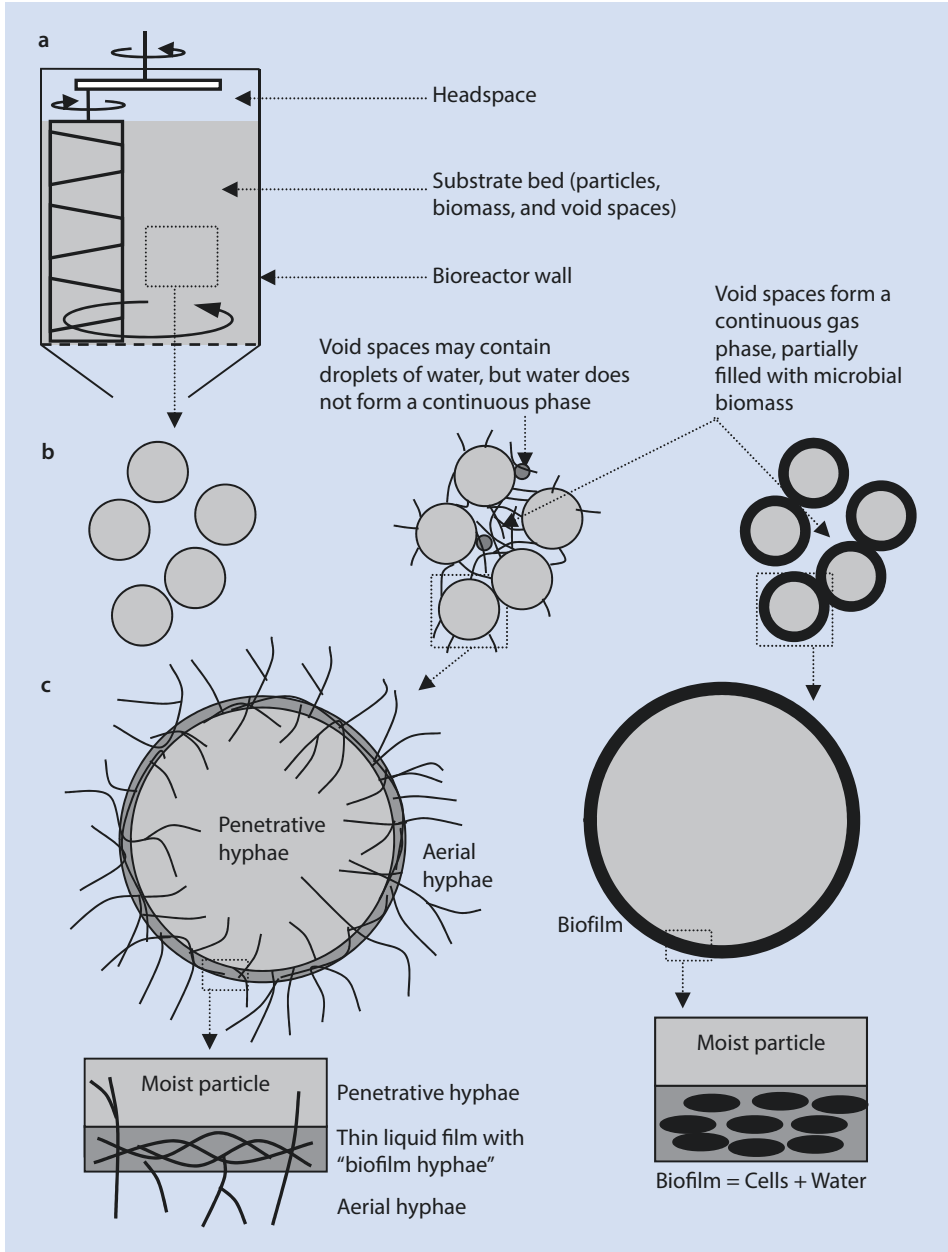 a
Headspace
Substrate bed (particles,
biomass, and void spaces)
Bioreactor wall
Void spaces form a
continuous gas
phase, partially
filled with microbial
biomass
Void spaces may contain
droplets of water, but water does
not form a continuous phase
b
c
Penetrative
hyphae
Aerial
hyphae
Biofilm
Moist particle
Penetrative hyphae
Thin liquid film with
“biofilm hyphae”
Aerial hyphae
Moist particle
Biofilm = Cells + Water